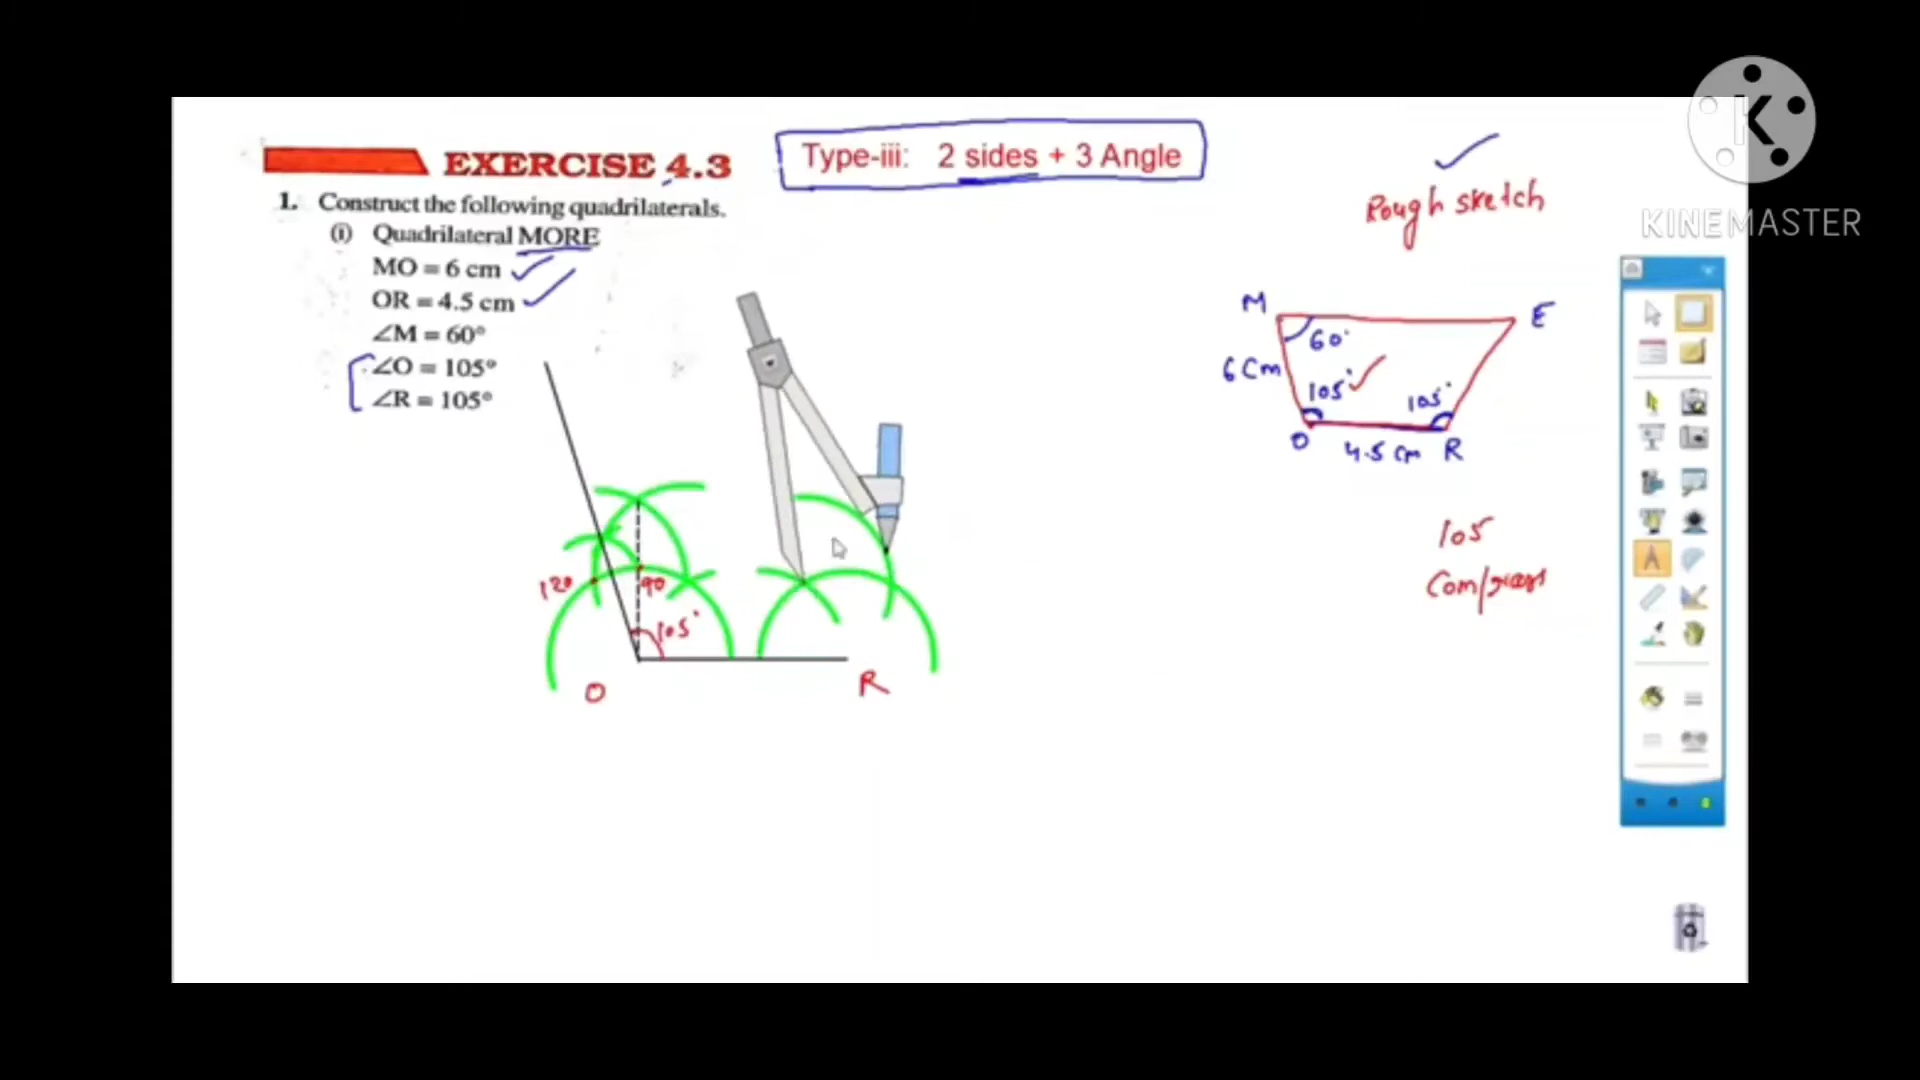 EXERCISE 4.3
Type-iii: 2 sides + 3 Angle
1. Construct the following quadrilaterals.
(i) Quadrilateral MORE
MO = 6 cm
OR = 4.5 cm
∠M = 60°
∠O = 105°
∠R = 105°
Rough sketch
K
KINEMASTER
M
E
60°
6 Cm
105°
105°
O
4.5 Cm
R
105
120
90
105°
O
R